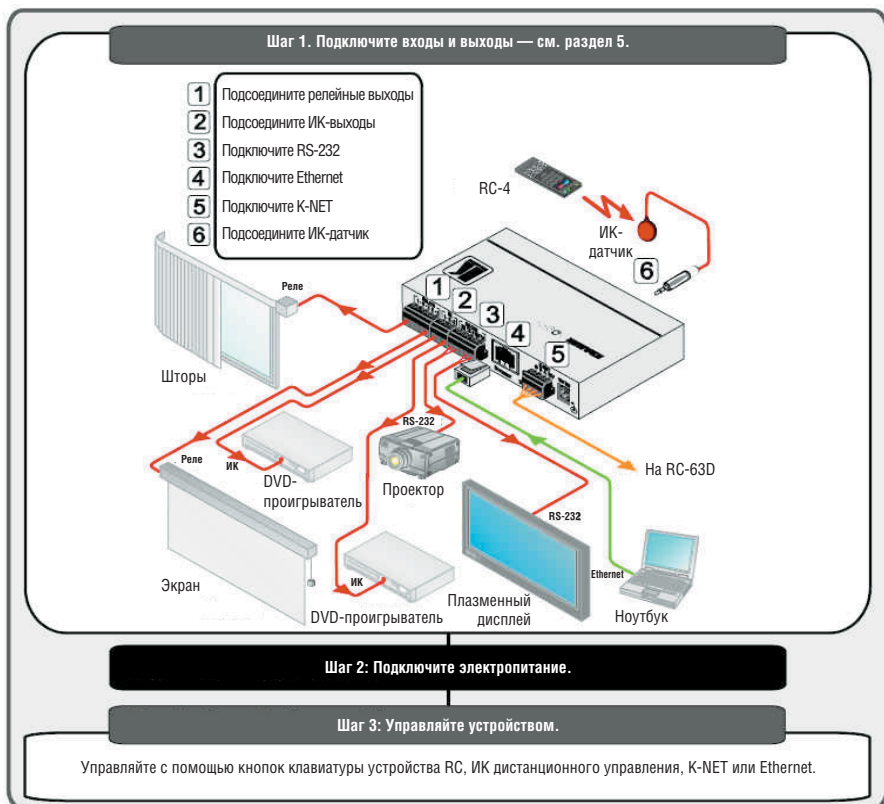 Шаг 1. Подключите входы и выходы — см. раздел 5.
1 Подсоедините релейные выходы
2 Подсоедините ИК-выходы
3 Подключите RS-232
4 Подключите Ethernet
5 Подключите K-NET
6 Подсоедините ИК-датчик
RC-4
ИК-
датчик
6
1
2
3
4
5
Реле
Шторы
RS-232
На RC-63D
Реле
ИК
DVD-
проигрыватель
Проектор
RS-232
Экран
ИК
DVD-проигрыватель
Плазменный
дисплей
Ethernet
Ноутбук
Шаг 2: Подключите электропитание.
Шаг 3: Управляйте устройством.
Управляйте с помощью кнопок клавиатуры устройства RC, ИК дистанционного управления, K-NET или Ethernet.